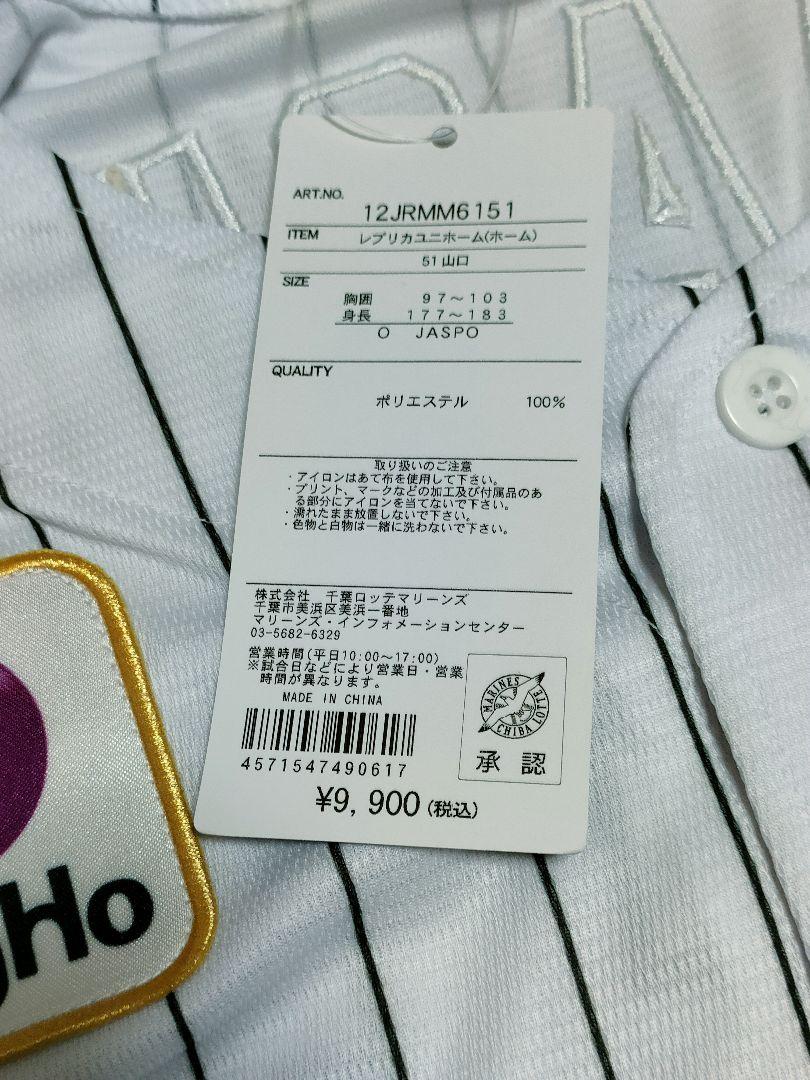 ART.NO.
12JRMM6151
ITEM
レプリカユニホーム(ホーム)
51 山口
SIZE
胸囲 97〜103
身長 177〜183
O JASPO
QUALITY
ポリエステル 100%
取り扱いのご注意
・アイロンはあて布を使用して下さい。
・プリント、マークなどの加工及び付属品のあ
る部分にアイロンを当てないで下さい。
・濡れたまま放置しないで下さい。
・色物と白物は一緒に洗わないで下さい。
株式会社 千葉ロッテマリーンズ
千葉市美浜区美浜一番地
マリーンズ・インフォメーションセンター
03-5682-6329
営業時間(平日10:00〜17:00)
※試合日などにより営業日・営業
時間が異なります。
MADE IN CHINA
4571547490617
¥9,900(税込)
MARINES
CHIBA LOTTE
承認
gHo